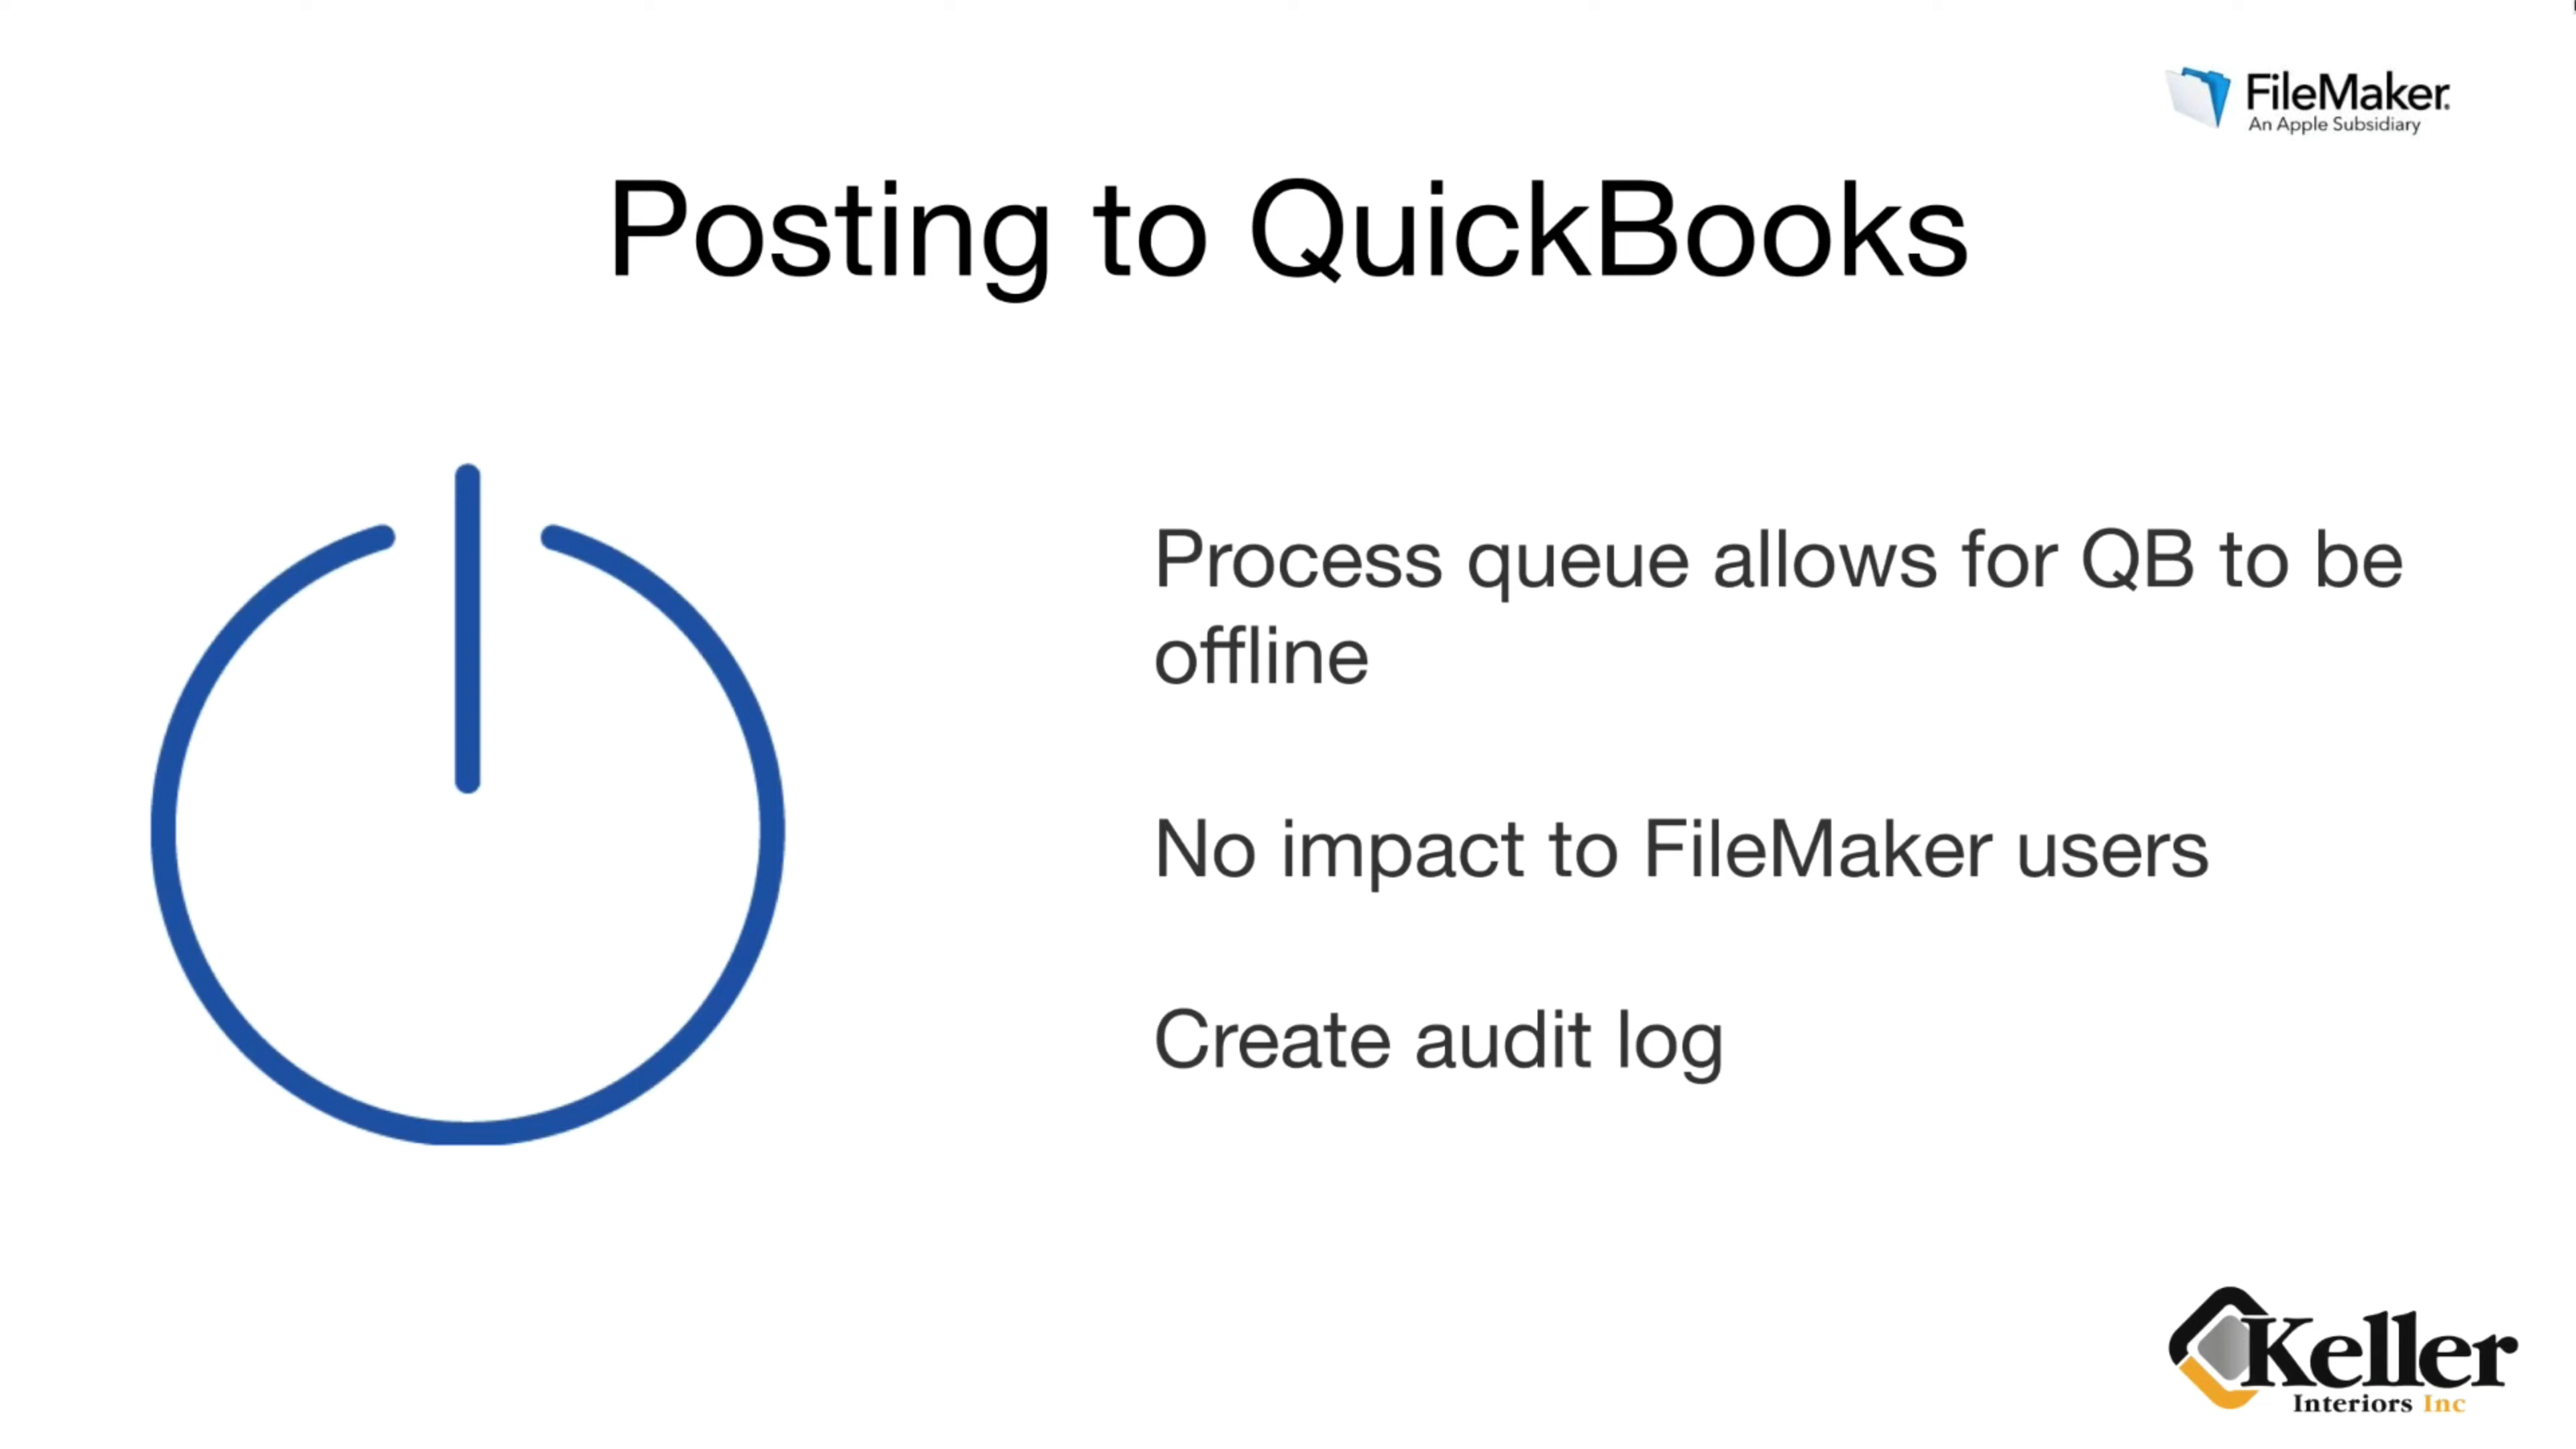 FileMaker.
An Apple Subsidiary
Posting to QuickBooks
Process queue allows for QB to be
offline
No impact to FileMaker users
Create audit log
Keller
Interiors Inc